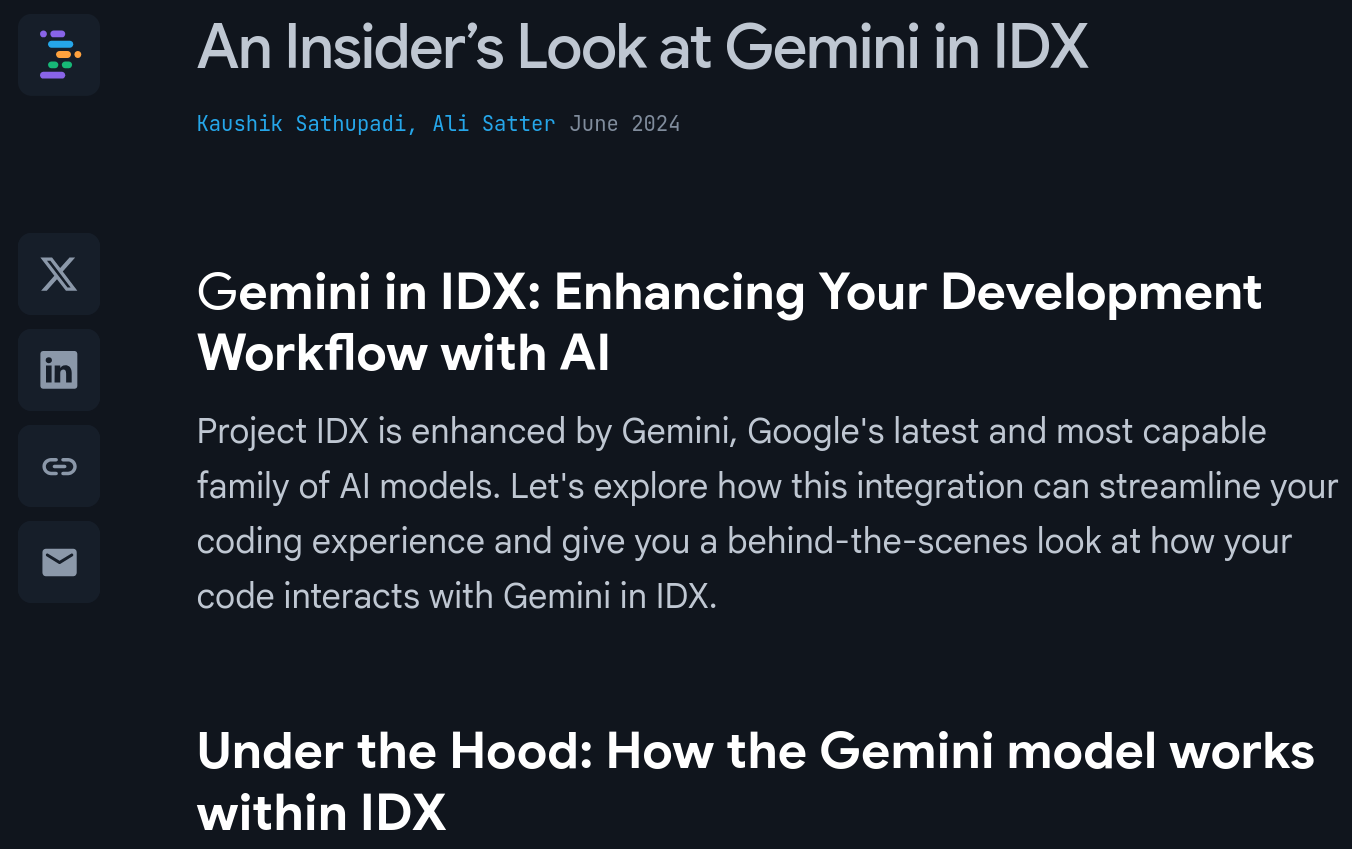 An Insider’s Look at Gemini in IDX
Kaushik Sathupadi, Ali Satter June 2024
Gemini in IDX: Enhancing Your Development
Workflow with AI
Project IDX is enhanced by Gemini, Google's latest and most capable
family of AI models. Let's explore how this integration can streamline your
coding experience and give you a behind-the-scenes look at how your
code interacts with Gemini in IDX.
Under the Hood: How the Gemini model works
within IDX